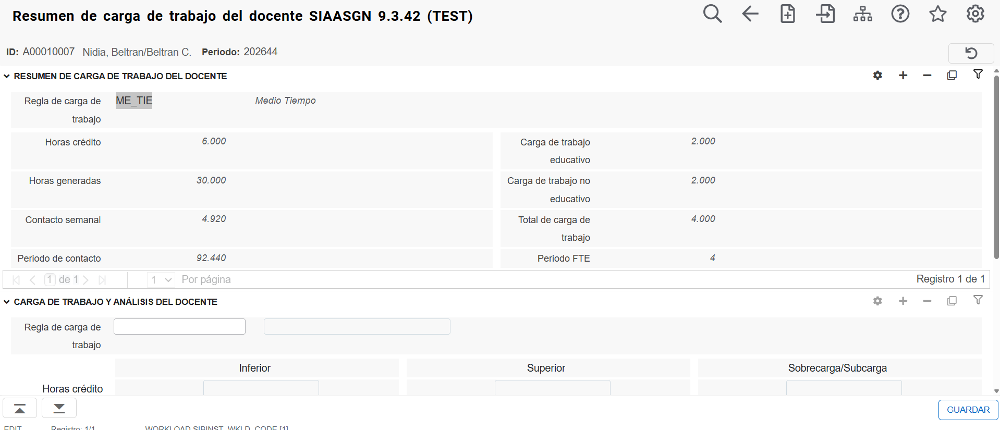 Resumen de carga de trabajo del docente SIAASGN 9.3.42 (TEST)
ID: A00010007 Nidia, Beltran/Beltran C. Periodo: 202644
RESUMEN DE CARGA DE TRABAJO DEL DOCENTE
Regla de carga de trabajo ME_TIE Medio Tiempo
Horas crédito 6.000 Carga de trabajo educativo 2.000
Horas generadas 30.000 Carga de trabajo no educativo 2.000
Contacto semanal 4.920 Total de carga de trabajo 4.000
Periodo de contacto 92.440 Periodo FTE 4
1 de 1 1 Por página Registro 1 de 1
CARGA DE TRABAJO Y ANÁLISIS DEL DOCENTE
Regla de carga de trabajo
Inferior Superior Sobrecarga/Subcarga
Horas crédito
GUARDAR
EDIT Registro: 1/1 WORKLOAD.SIBINST_WKLD_CODE [1]